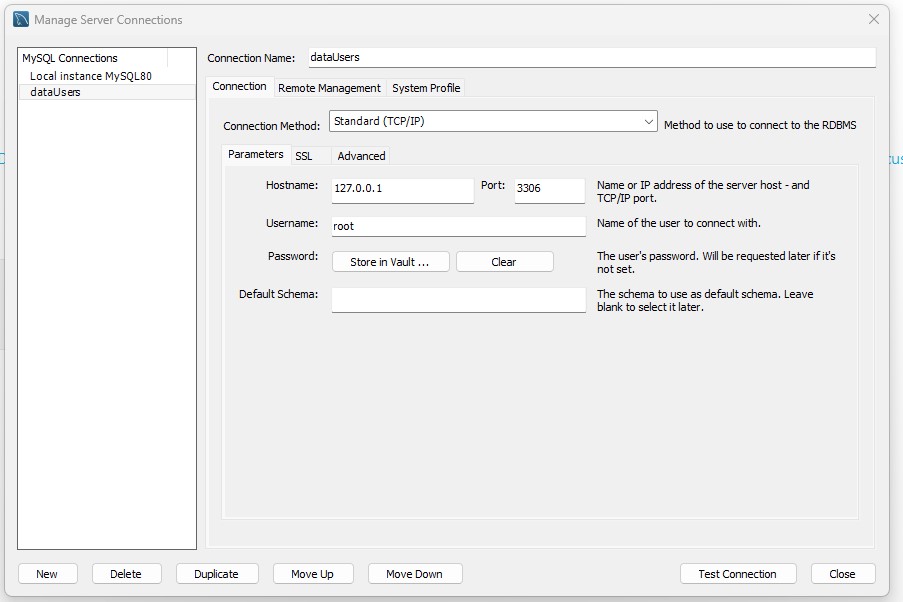 Manage Server Connections
MySQL Connections
Local instance MySQL80
dataUsers
Connection Name: dataUsers
Connection Remote Management System Profile
Connection Method: Standard (TCP/IP) Method to use to connect to the RDBMS
Parameters SSL Advanced
Hostname: 127.0.0.1 Port: 3306 Name or IP address of the server host - and
TCP/IP port.
Username: root Name of the user to connect with.
Password: Store in Vault ... Clear The user's password. Will be requested later if it's
not set.
Default Schema: The schema to use as default schema. Leave
blank to select it later.
New Delete Duplicate Move Up Move Down Test Connection Close